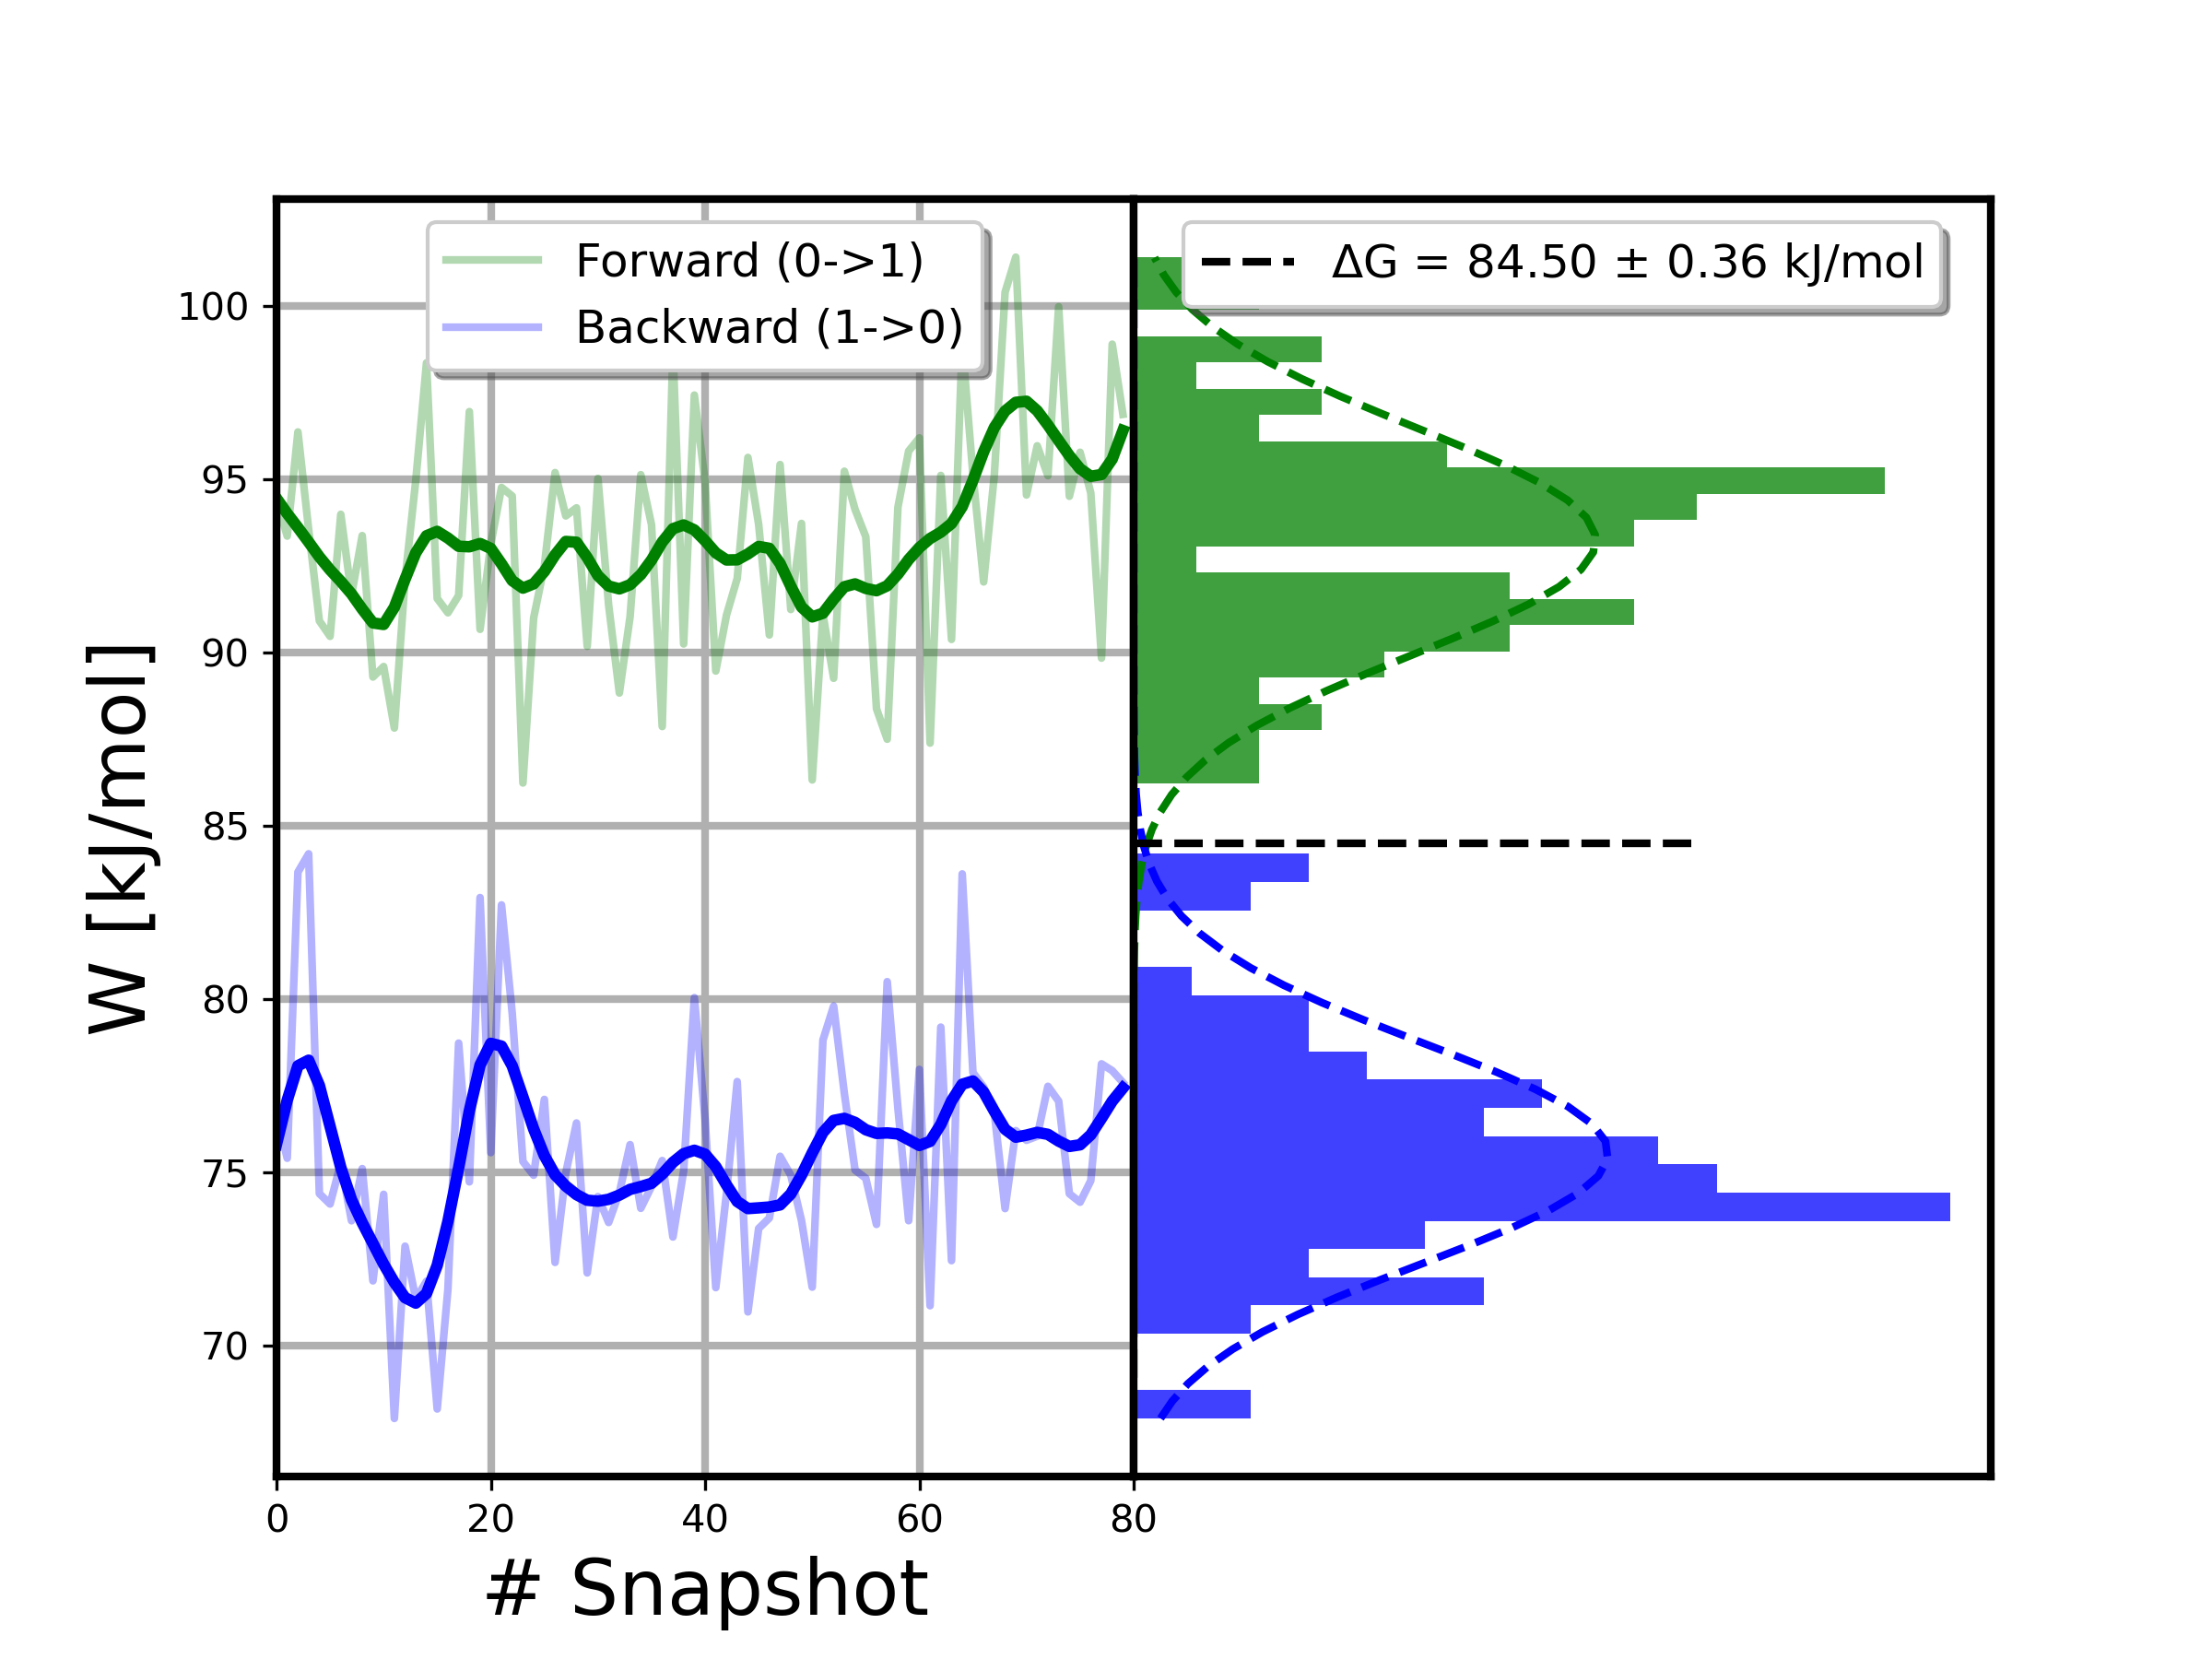 Forward (0->1)
Backward (1->0)
ΔG = 84.50 ± 0.36 kJ/mol
W [kJ/mol]
100
95
90
85
80
75
70
0 20 40 60 80
# Snapshot